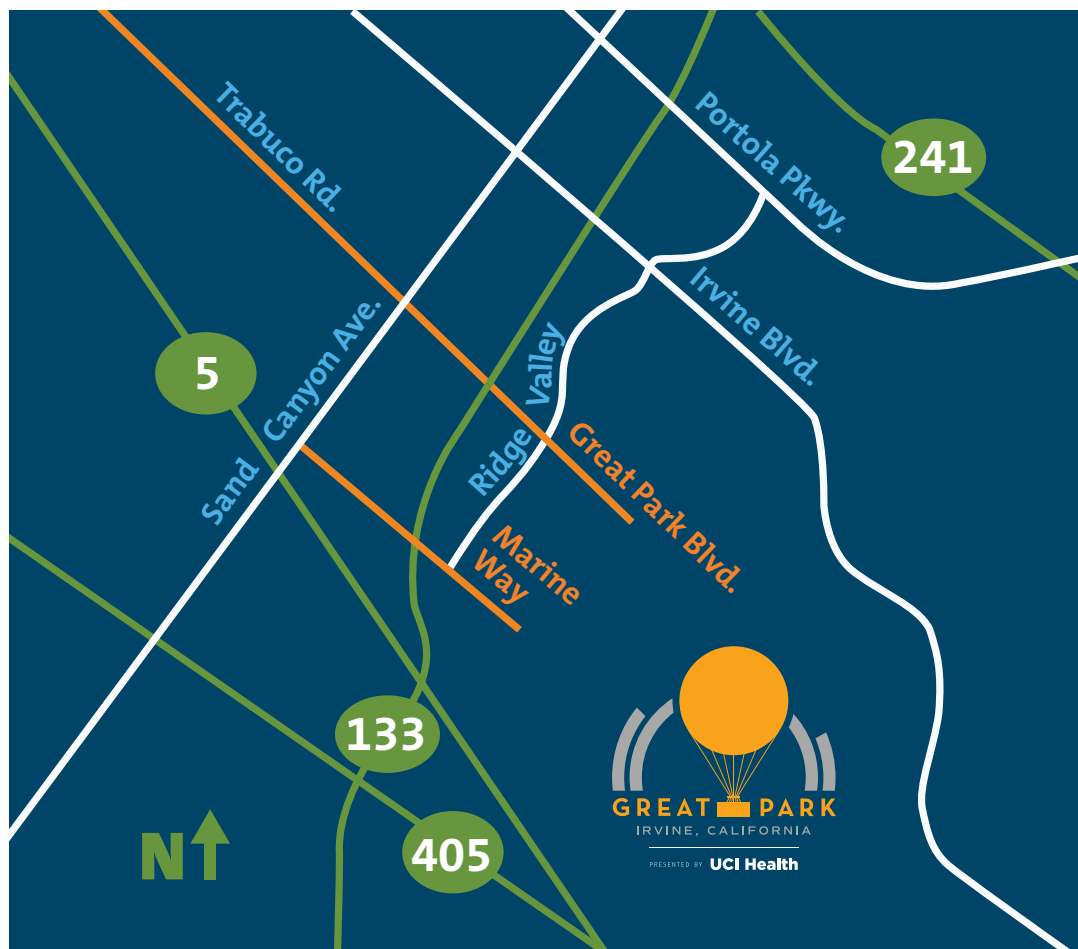 Trabuco Rd.
Portola Pkwy.
241
Irvine Blvd.
Sand Canyon Ave.
5
Ridge Valley
Great Park Blvd.
Marine
Way
133
405
N
GREAT PARK
IRVINE, CALIFORNIA
PRESENTED BY UCI Health